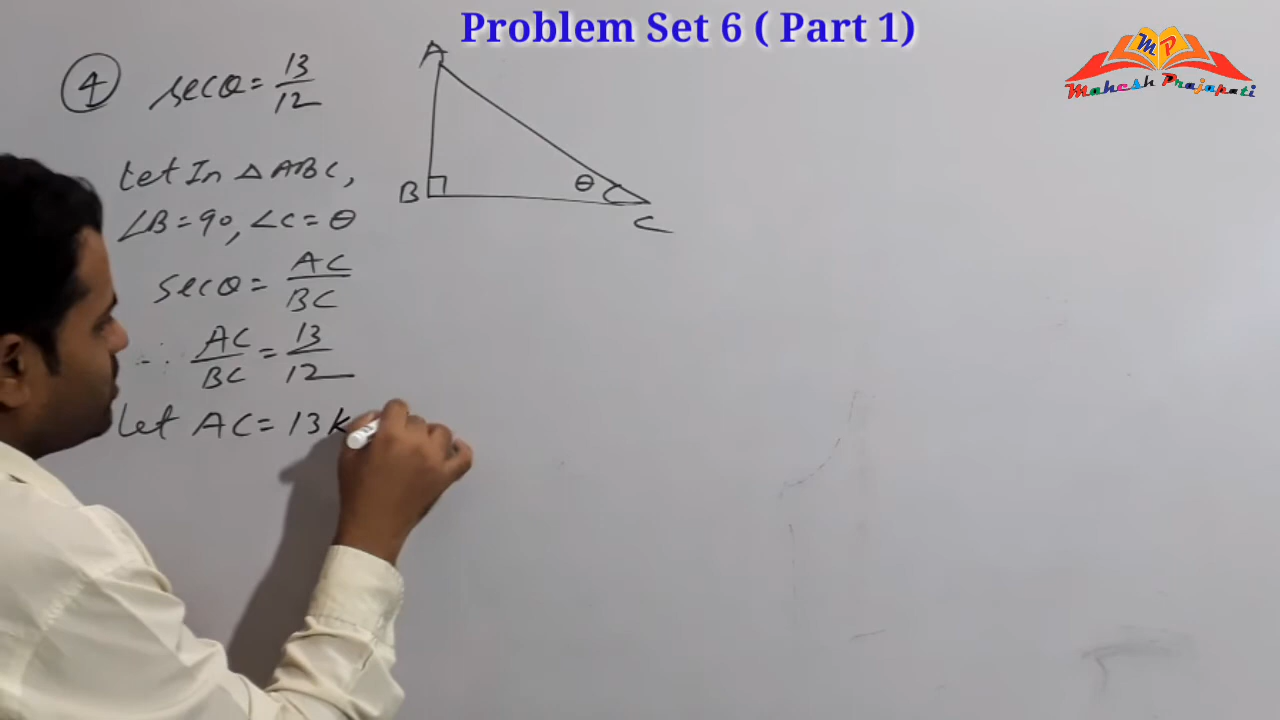 Problem Set 6 ( Part 1)
MP
Mahesh Prajapati
4 secθ = 13/12
A
B
θ
C
Let In △ ABC,
∠B = 90, ∠C = θ
secθ = AC/BC
∴ AC/BC = 13/12
let AC = 13k